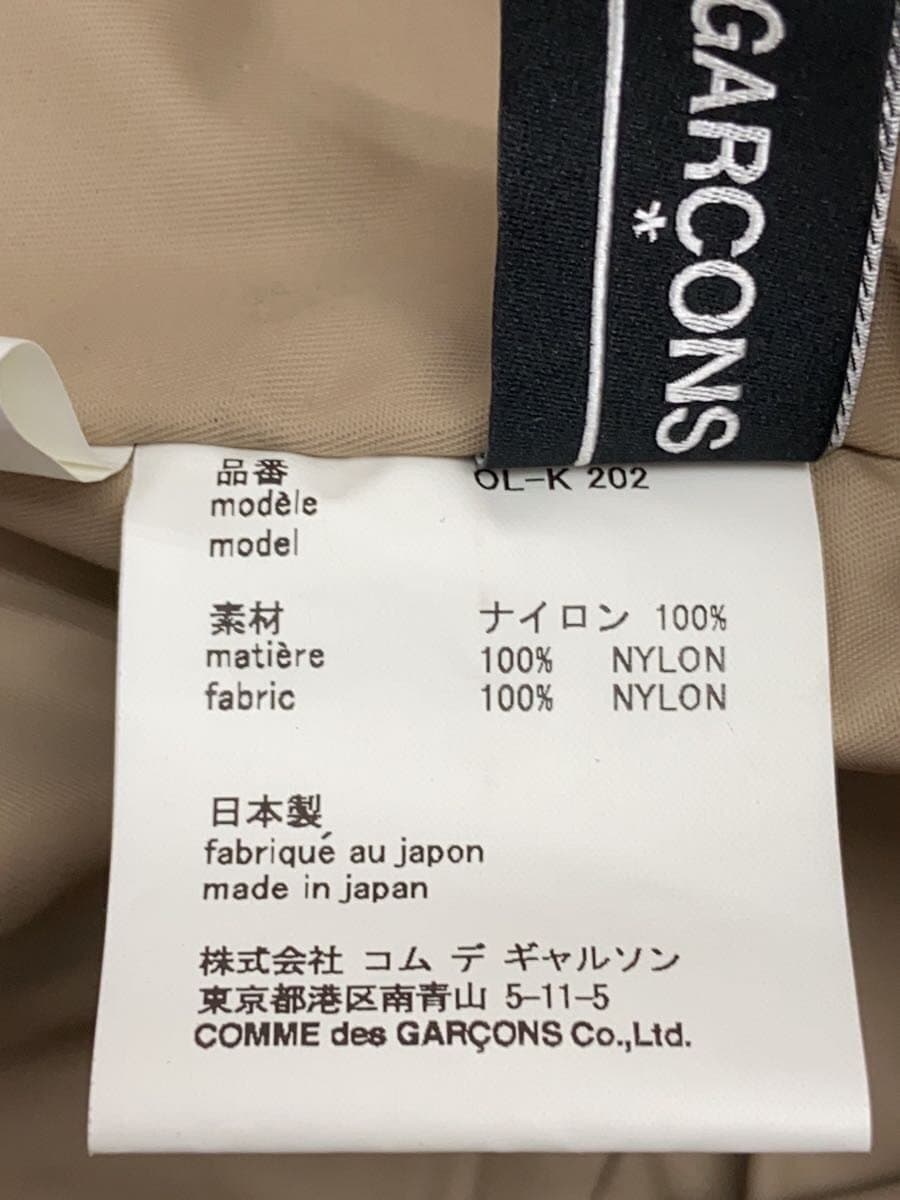 GARCONS
*
品番 OL-K 202
modèle
model
素材 ナイロン 100%
matière 100% NYLON
fabric 100% NYLON
日本製
fabriqué au japon
made in japan
株式会社 コム デ ギャルソン
東京都港区南青山 5-11-5
COMME des GARÇONS Co.,Ltd.